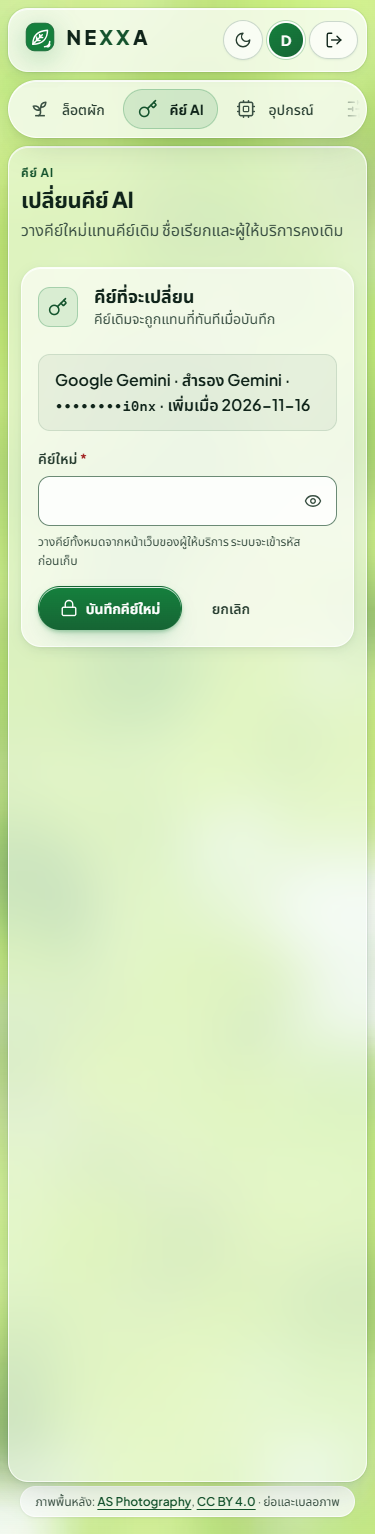 NEXXA
D
ล็อตผัก
คีย์ AI
อุปกรณ์
คีย์ AI
เปลี่ยนคีย์ AI
วางคีย์ใหม่แทนคีย์เดิม ชื่อเรียกและผู้ให้บริการคงเดิม
คีย์ที่จะเปลี่ยน
คีย์เดิมจะถูกแทนที่ทันทีเมื่อบันทึก
Google Gemini · สำรอง Gemini ·
••••••••i0nx · เพิ่มเมื่อ 2026-11-16
คีย์ใหม่ *
วางคีย์ทั้งหมดจากหน้าเว็บของผู้ให้บริการ ระบบจะเข้ารหัส
ก่อนเก็บ
บันทึกคีย์ใหม่
ยกเลิก
ภาพพื้นหลัง: AS Photography, CC BY 4.0 · ย่อและเบลอภาพ